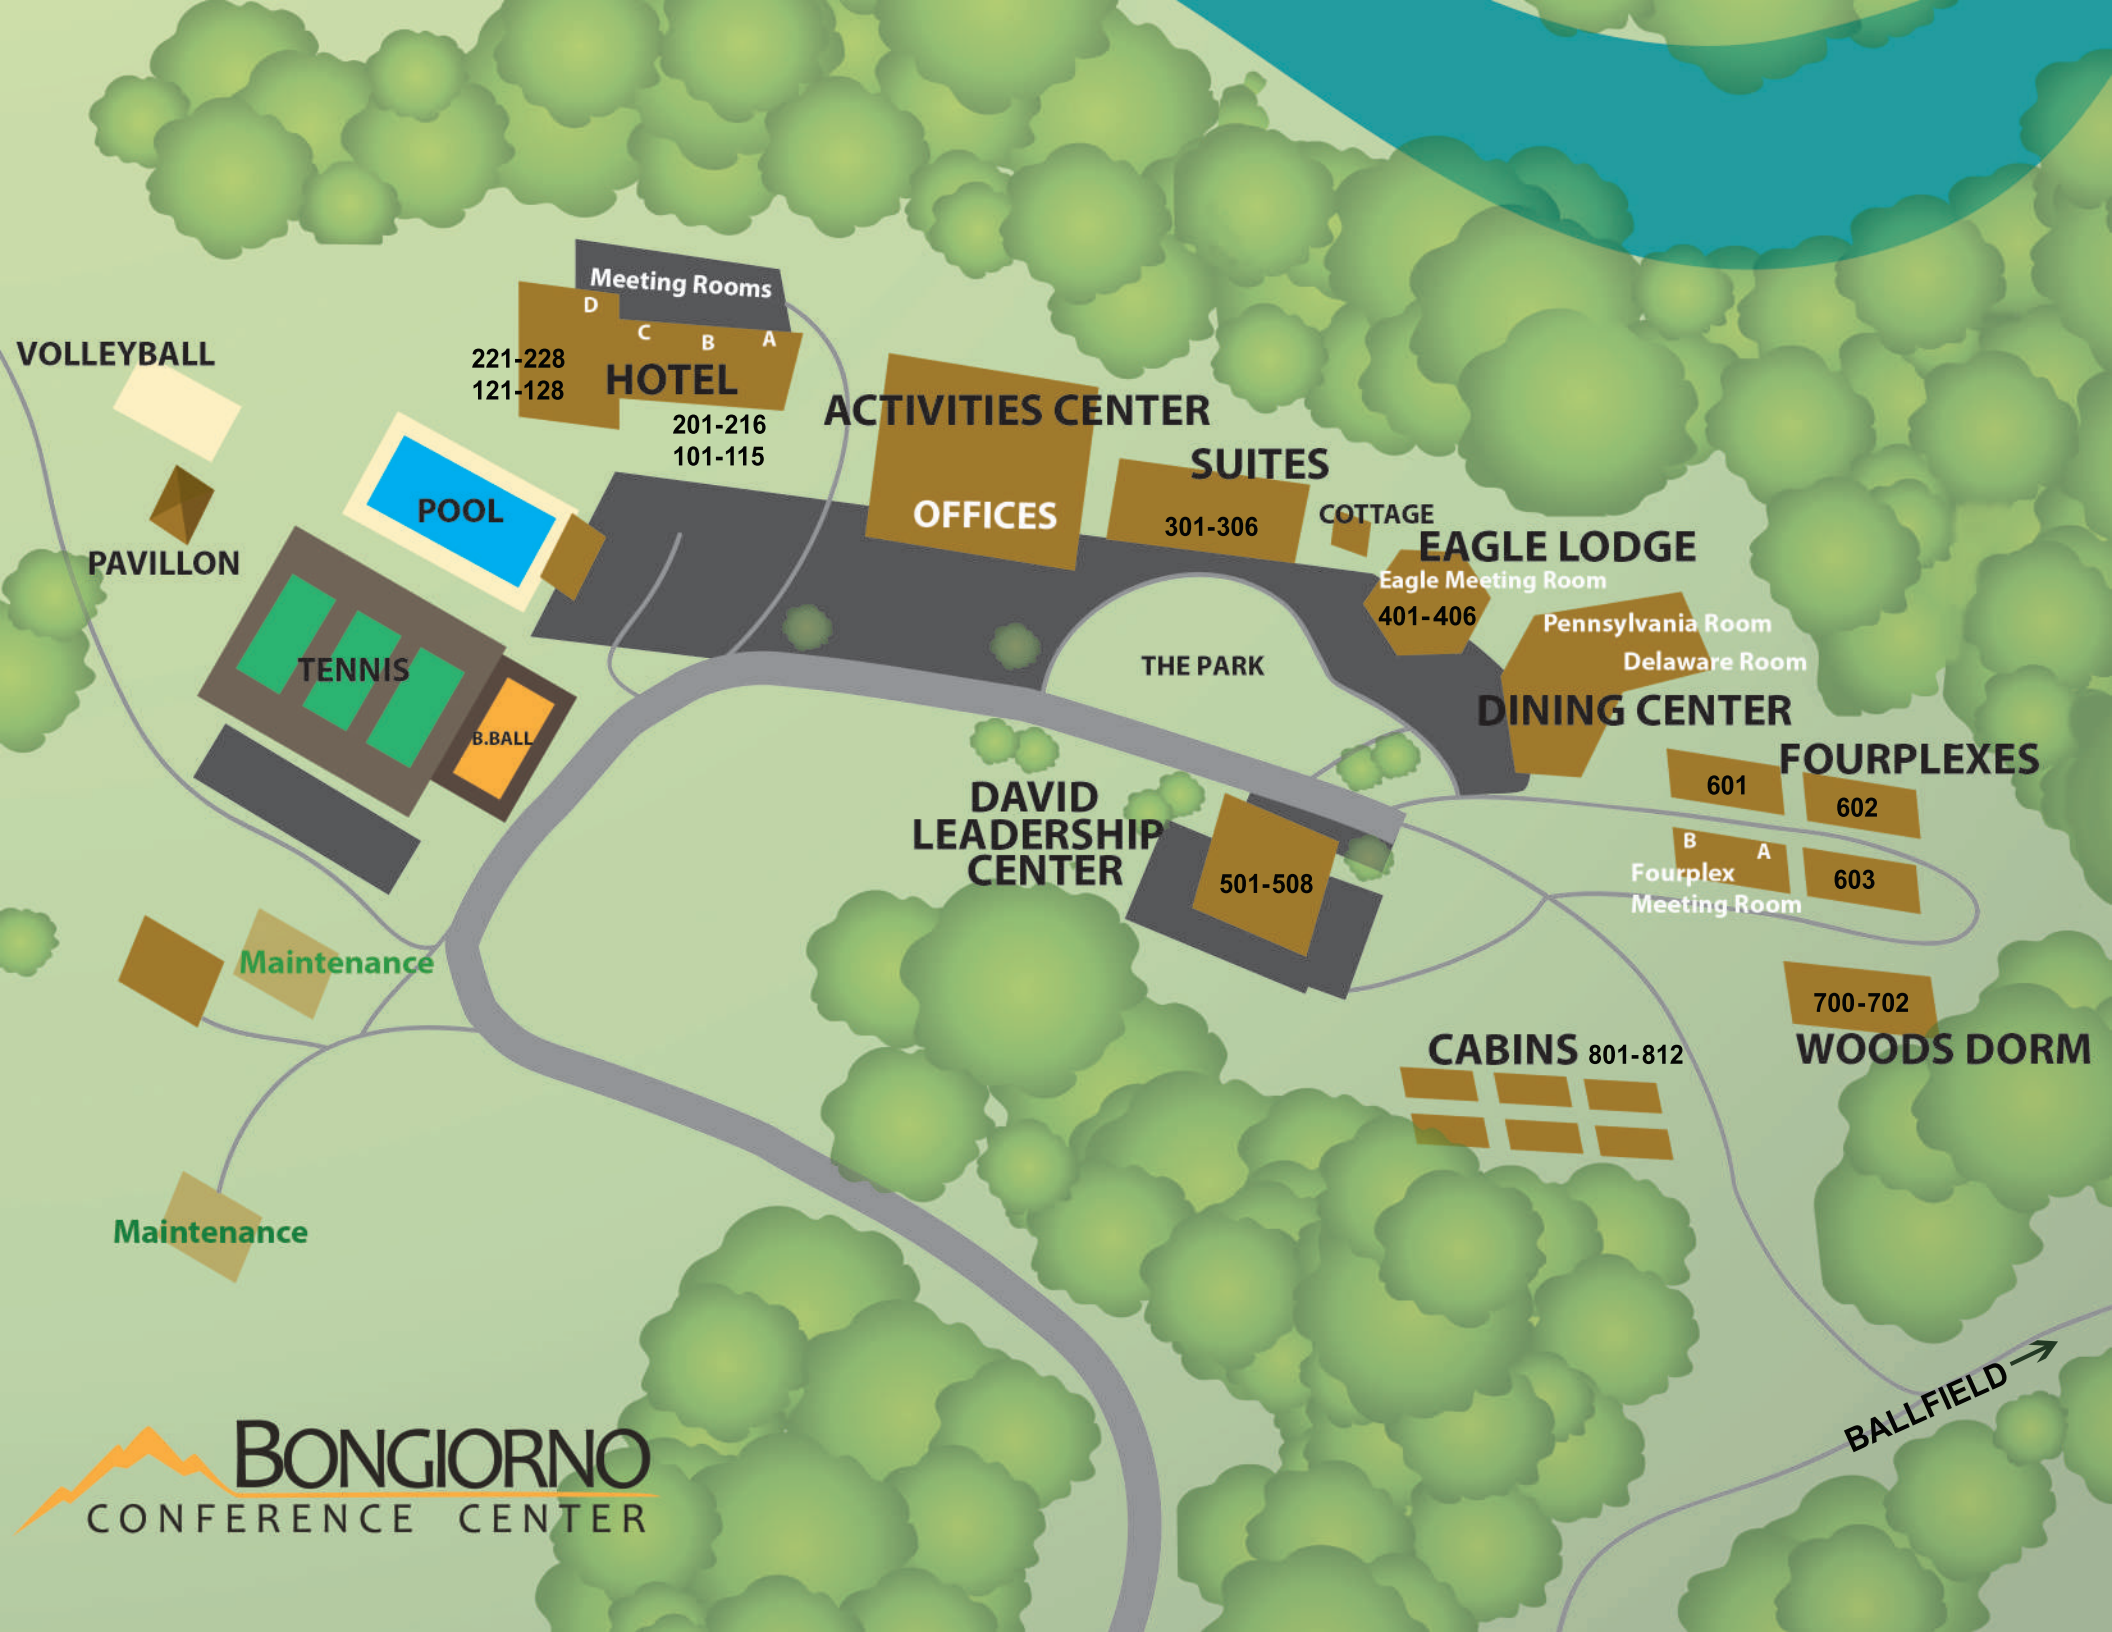 Meeting Rooms
D
C
B
A
VOLLEYBALL
221-228
121-128
HOTEL
201-216
101-115
ACTIVITIES CENTER
OFFICES
SUITES
301-306
COTTAGE
EAGLE LODGE
Eagle Meeting Room
401-406
POOL
PAVILLON
TENNIS
B.BALL
THE PARK
Pennsylvania Room
Delaware Room
DINING CENTER
FOURPLEXES
601
602
B
A
603
Fourplex
Meeting Room
DAVID
LEADERSHIP
CENTER
501-508
Maintenance
700-702
WOODS DORM
CABINS 801-812
Maintenance
BALLFIELD
BONGIORNO
CONFERENCE CENTER